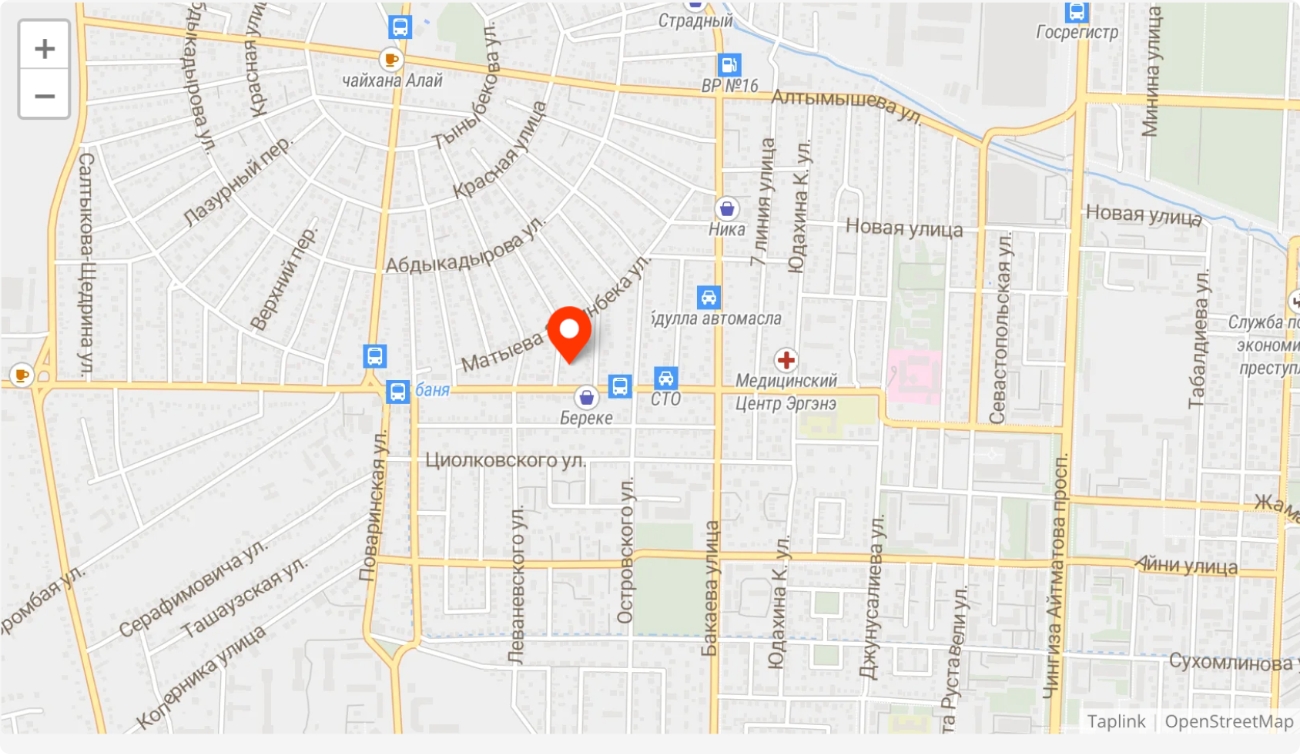 +
−
Страдный
Госрегистр
чайхана Алай
ВР №16
Алтымышева ул.
Минина улица
Абдыкадырова ул.
Красная улица
Тыныбекова ул.
Красная улица
Лазурный пер.
Салтыкова-Щедрина ул.
7 линия улица
Юдахина К. ул.
Ника
Новая улица
Новая улица
Абдыкадырова ул.
Верхний пер.
Матыева
нбека ул.
дулла автомасла
Севастопольская ул.
Табалдиева ул.
Служба по
экономи
преступл
баня
Береке
СТО
Медицинский
Центр Эргэнэ
Циолковского ул.
Поваринская ул.
Леваневского ул.
Островского ул.
Бакаева улица
Юдахина К. ул.
Джунусалиева ул.
та Руставели ул.
Чингиза Айтматова просп.
Жама
Айни улица
Сухомлинова у
ромбая ул.
Серафимовича ул.
Ташаузская ул.
Коперника улица
Taplink | OpenStreetMap